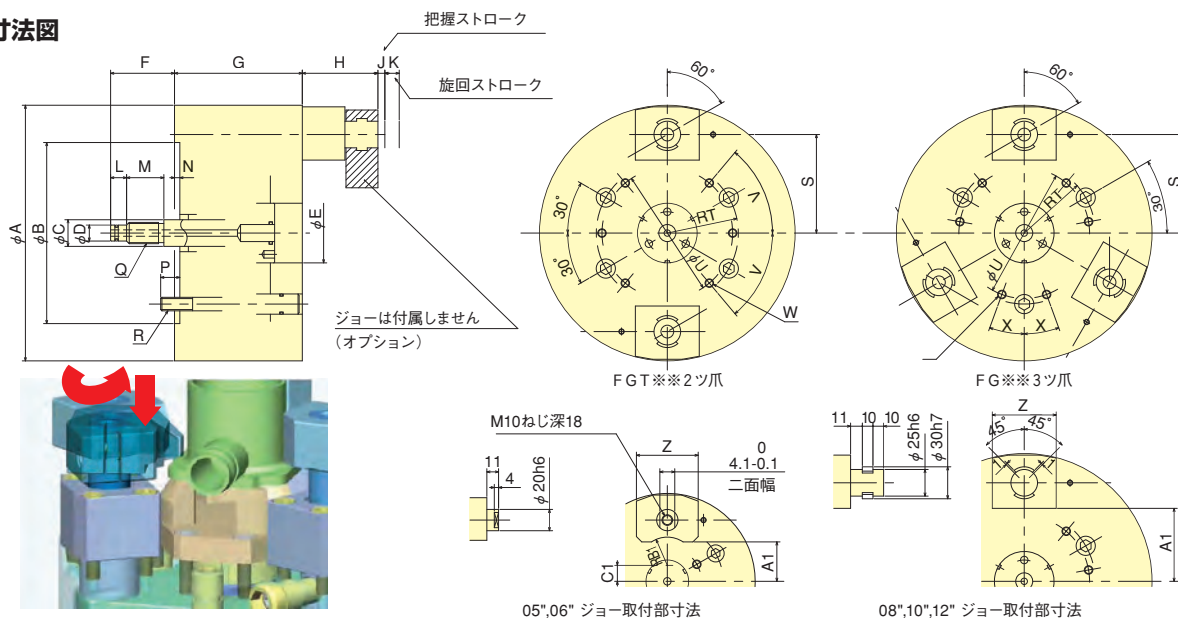 寸法図
把握ストローク
旋回ストローク
F
G
H
J
K
L
M
N
φA
φB
φC
φD
φE
Q
P
R
ジョーは付属しません
(オプション)
60°
S
30°
30°
RT
φU
V
V
W
FGT※※2ツ爪
60°
S
30°
RT
φU
X
X
FG※※3ツ爪
M10ねじ深18
11
4
φ20h6
Z
0
4.1-0.1
二面幅
RB1
C1
A1
05",06" ジョー取付部寸法
11
10
10
φ25h6
φ30h7
Z
45°
45°
A1
08",10",12" ジョー取付部寸法